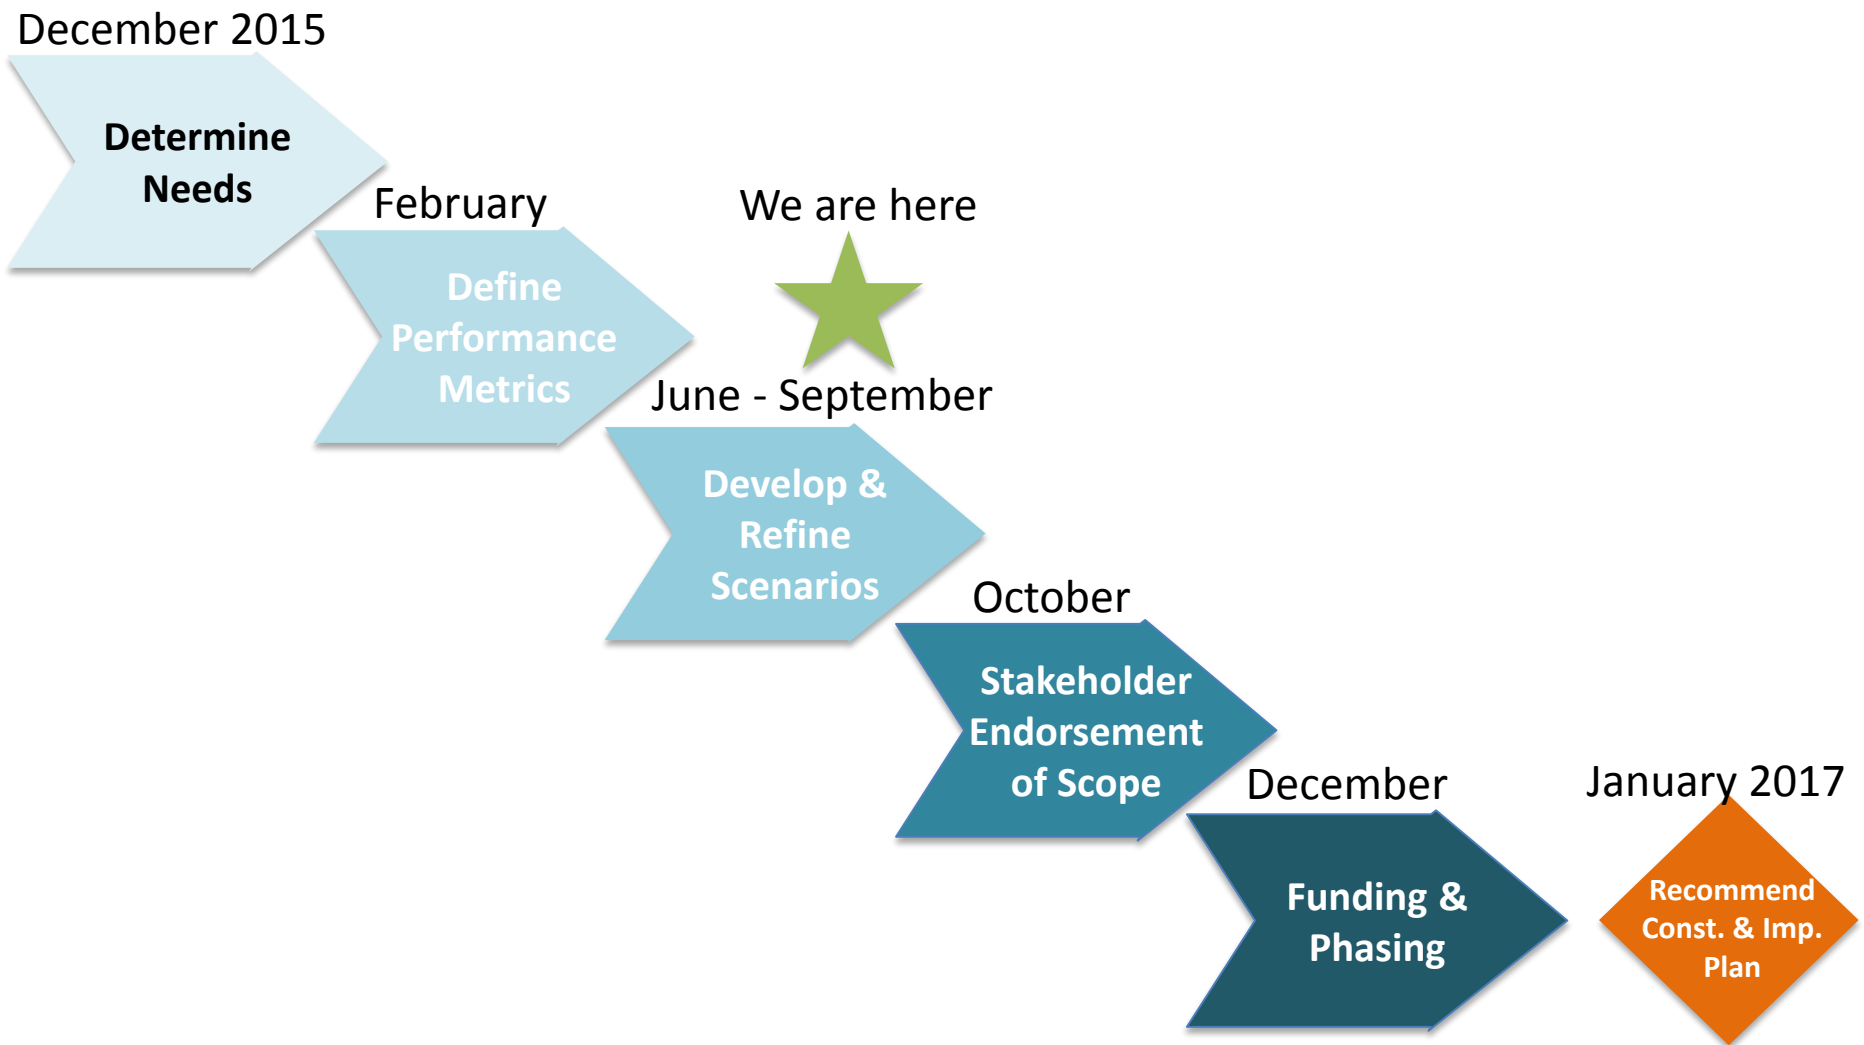 December 2015
Determine
Needs
February
Define
Performance
Metrics
We are here
June - September
Develop &
Refine
Scenarios
October
Stakeholder
Endorsement
of Scope
December
Funding &
Phasing
January 2017
Recommend
Const. & Imp.
Plan